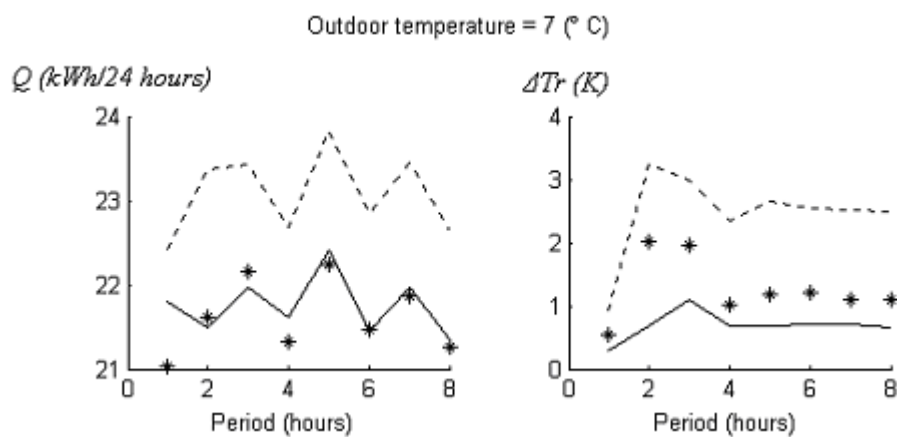 Outdoor temperature = 7 (° C)
Q (kWh/24 hours)
24
23
22
21
0 2 4 6 8
Period (hours)
ΔTr (K)
4
3
2
1
0
0 2 4 6 8
Period (hours)